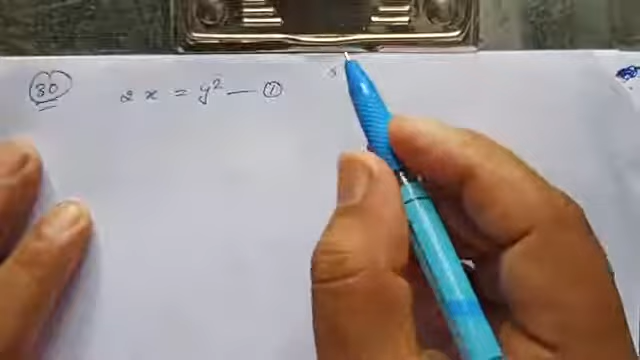 30
2x = y² — ①